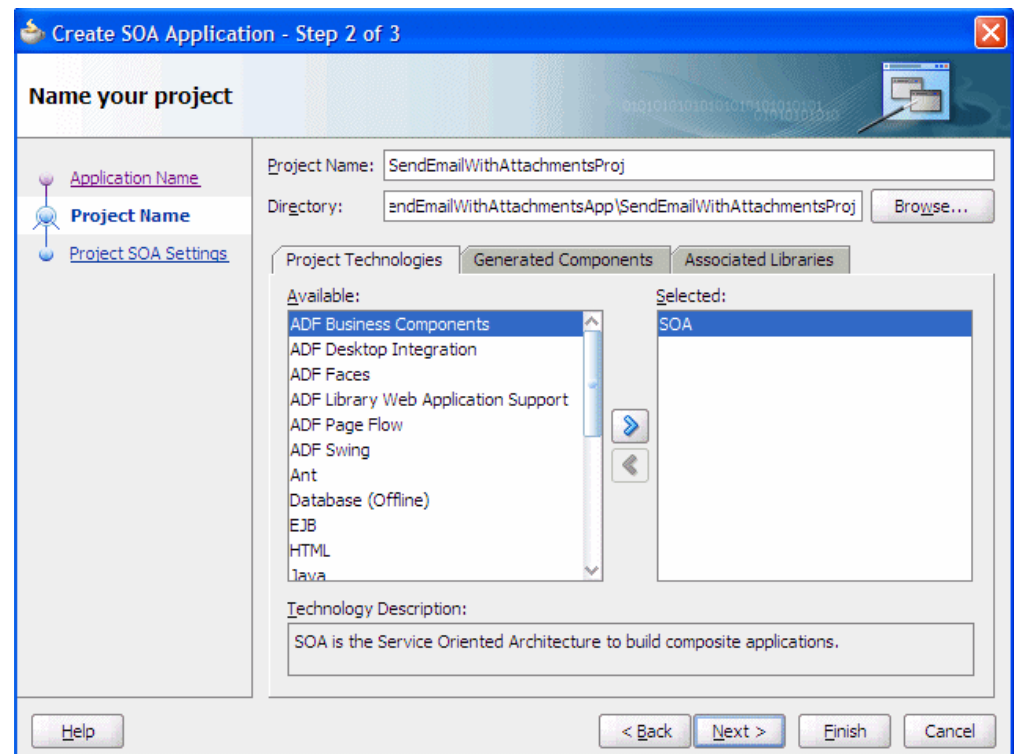 Create SOA Application - Step 2 of 3
Name your project
010101010101010101010101
01010101010
Application Name
Project Name
Project SOA Settings
Project Name: SendEmailWithAttachmentsProj
Directory: endEmailWithAttachmentsApp\SendEmailWithAttachmentsProj Browse...
Project Technologies Generated Components Associated Libraries
Available: Selected:
ADF Business Components SOA
ADF Desktop Integration
ADF Faces
ADF Library Web Application Support
ADF Page Flow
ADF Swing
Ant
Database (Offline)
EJB
HTML
Java
Technology Description:
SOA is the Service Oriented Architecture to build composite applications.
Help < Back Next > Finish Cancel